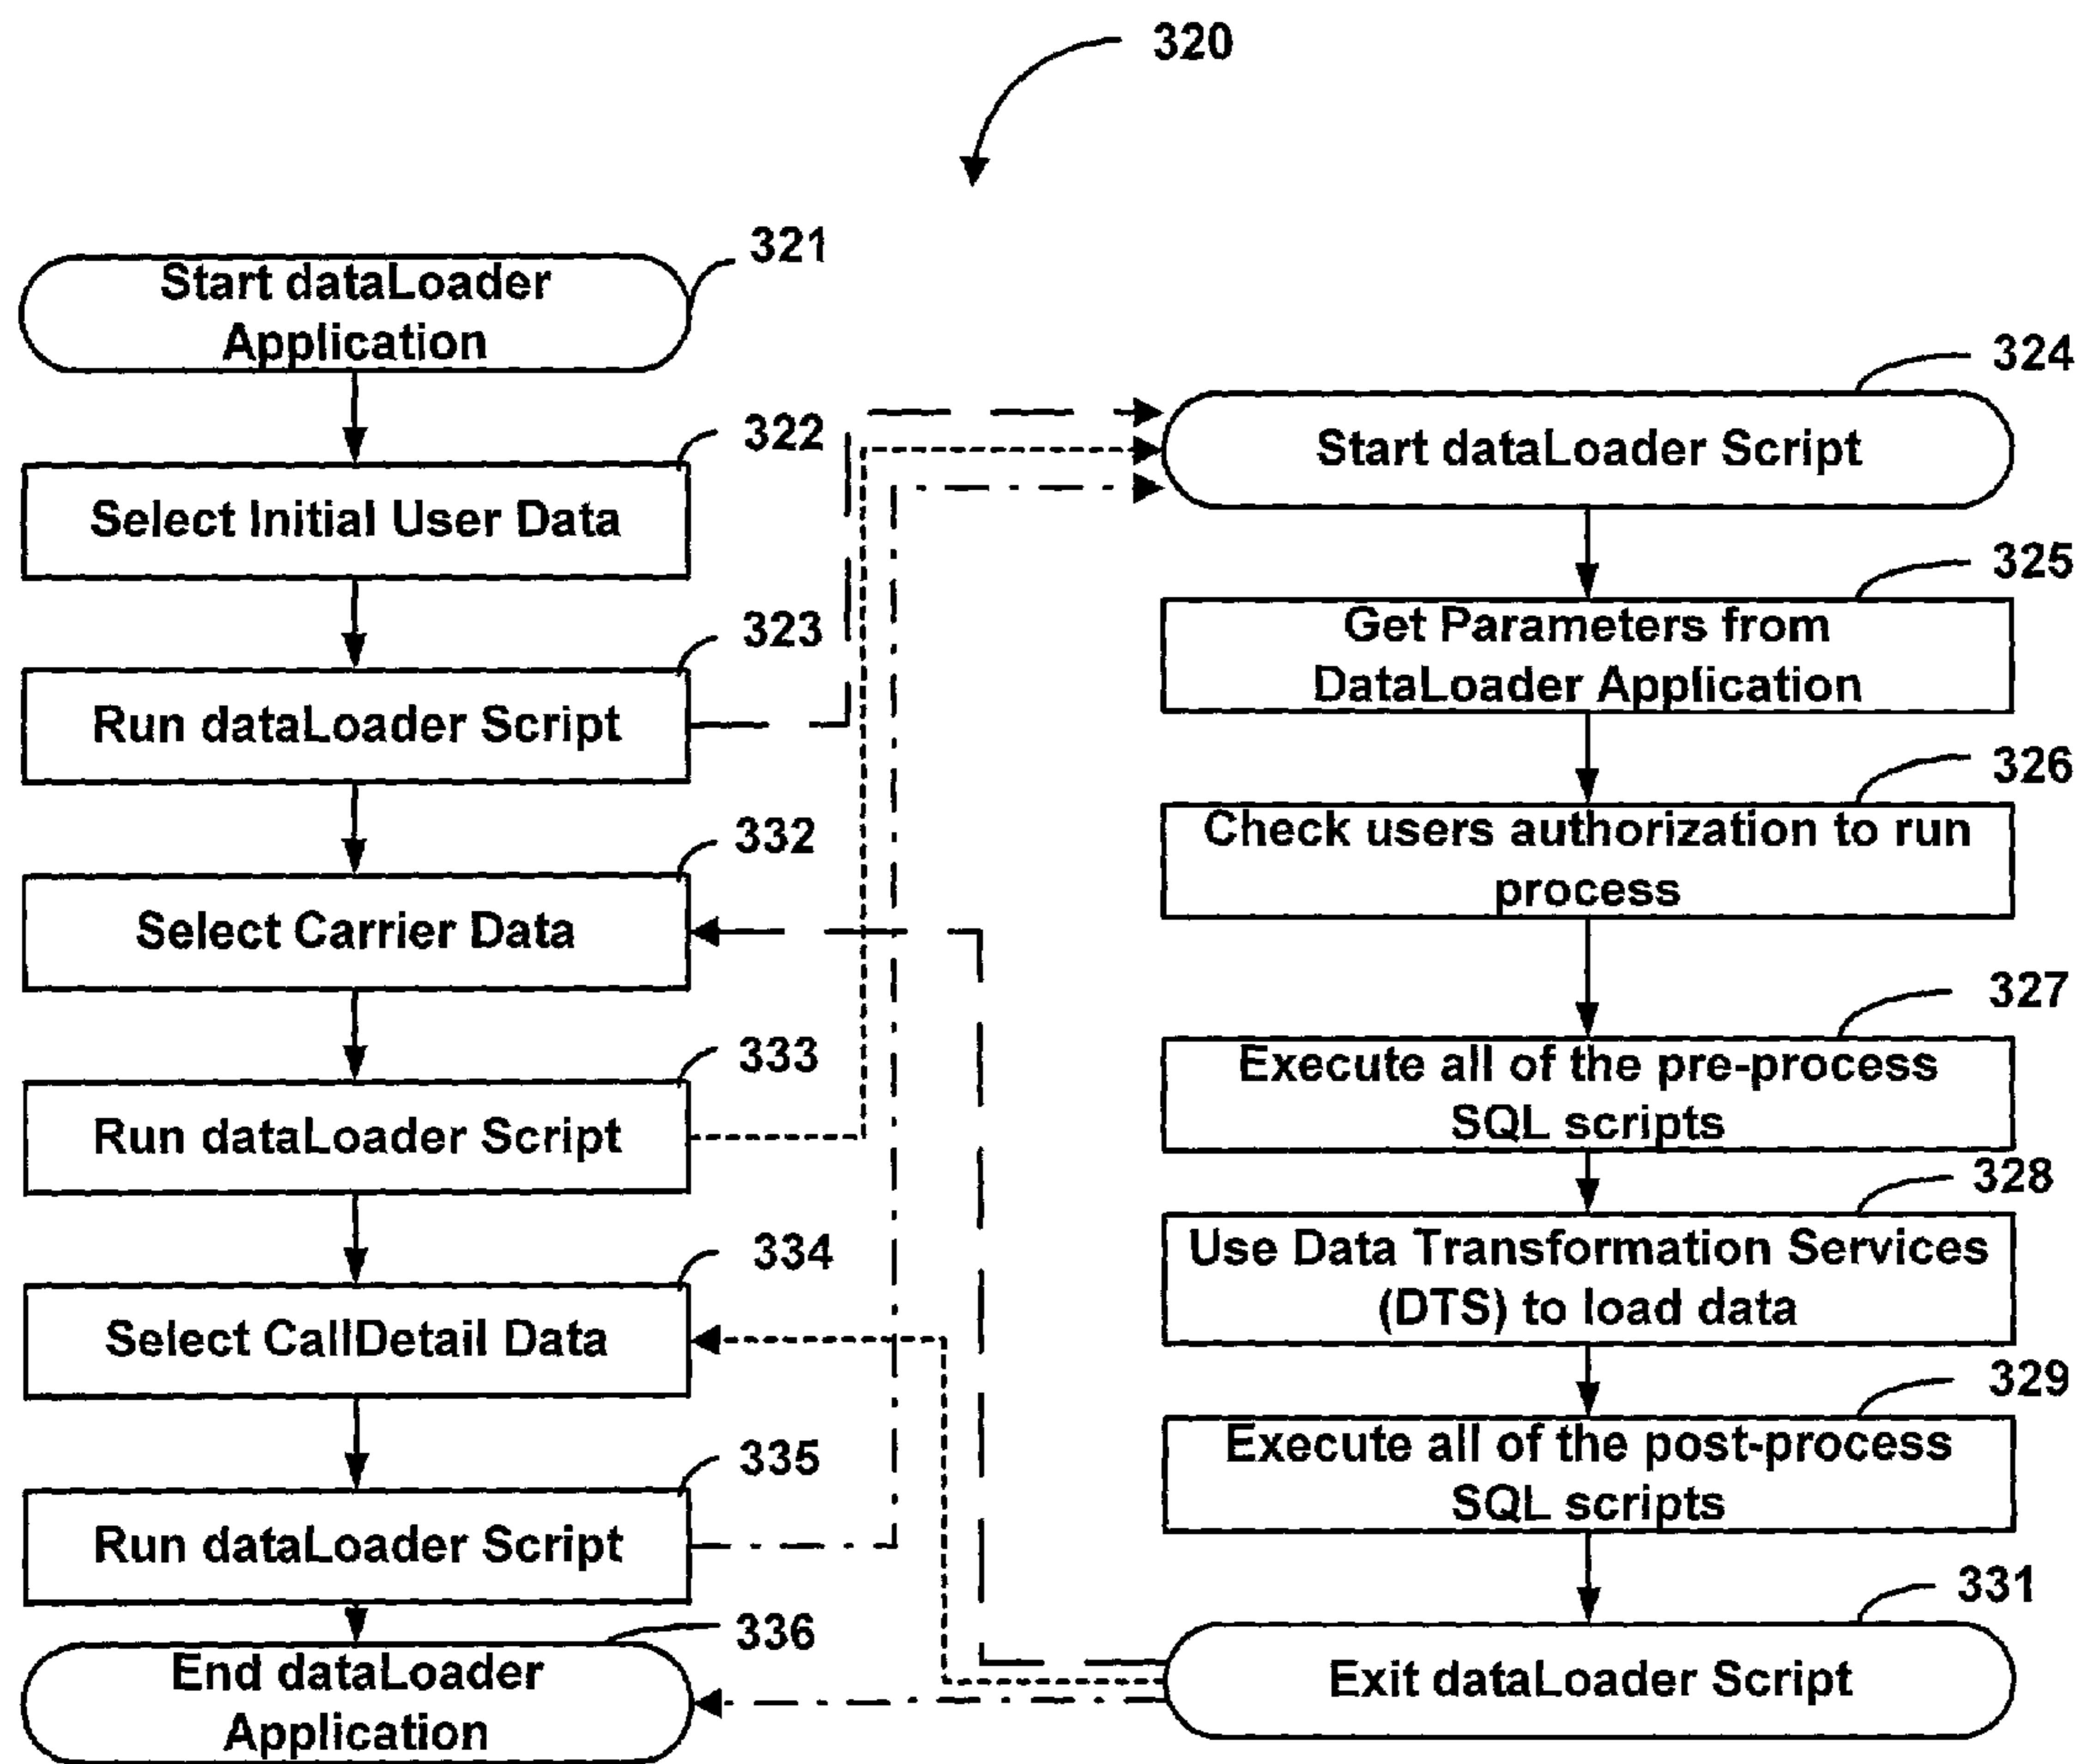 320
321
Start dataLoader
Application
322
Select Initial User Data
323
Run dataLoader Script
332
Select Carrier Data
333
Run dataLoader Script
334
Select CallDetail Data
335
Run dataLoader Script
336
End dataLoader
Application
324
Start dataLoader Script
325
Get Parameters from
DataLoader Application
326
Check users authorization to run
process
327
Execute all of the pre-process
SQL scripts
328
Use Data Transformation Services
(DTS) to load data
329
Execute all of the post-process
SQL scripts
331
Exit dataLoader Script